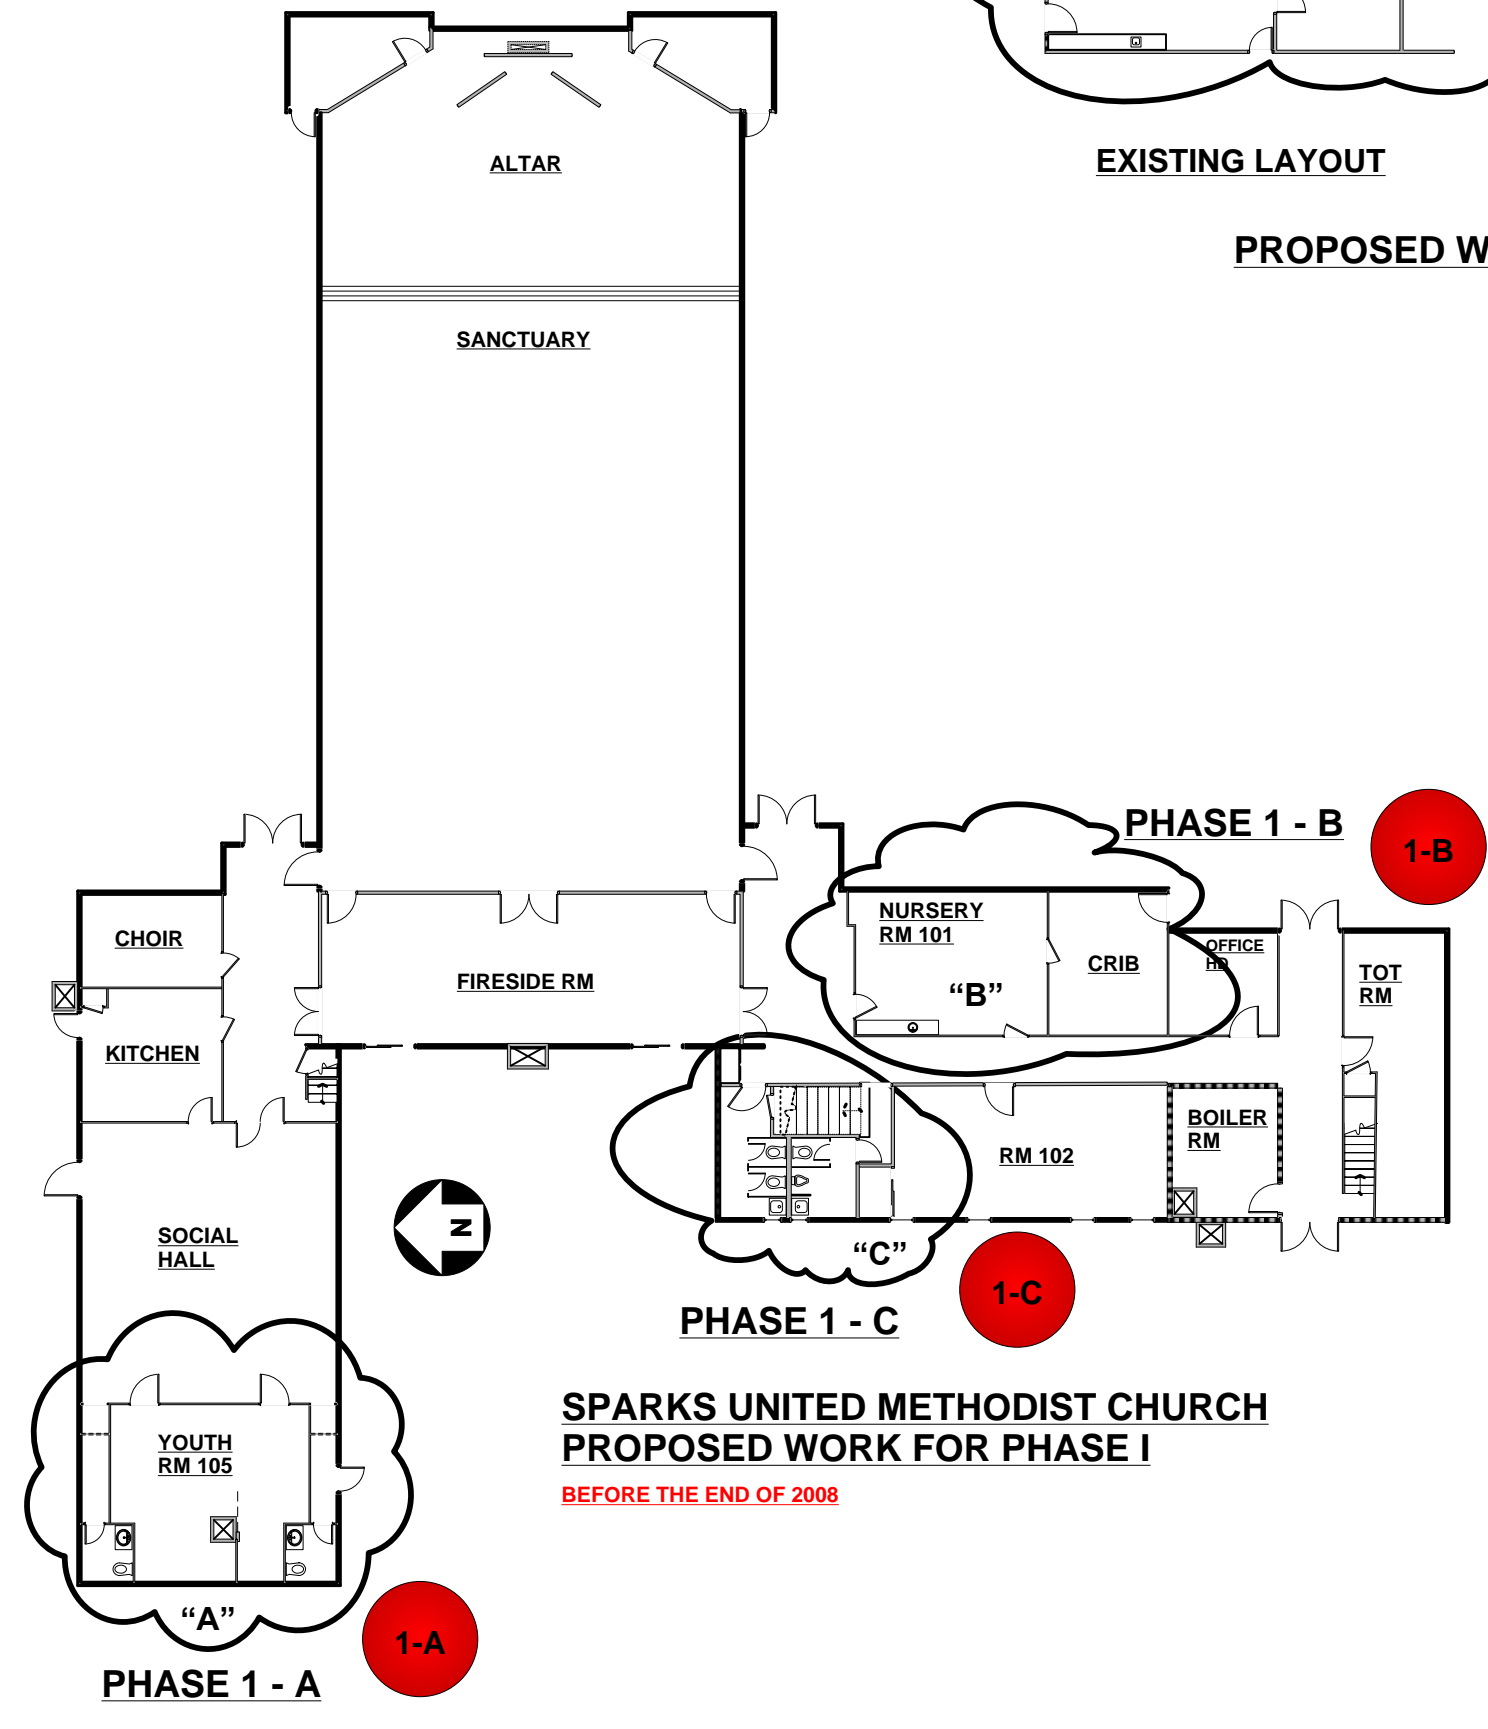 EXISTING LAYOUT
ALTAR
PROPOSED W
SANCTUARY
PHASE 1 - B
1-B
NURSERY
RM 101
CHOIR
OFFICE
HD
CRIB
TOT
RM
FIRESIDE RM
“B”
KITCHEN
BOILER
RM
RM 102
N
SOCIAL
HALL
“C”
1-C
PHASE 1 - C
SPARKS UNITED METHODIST CHURCH
PROPOSED WORK FOR PHASE I
YOUTH
RM 105
BEFORE THE END OF 2008
“A”
1-A
PHASE 1 - A